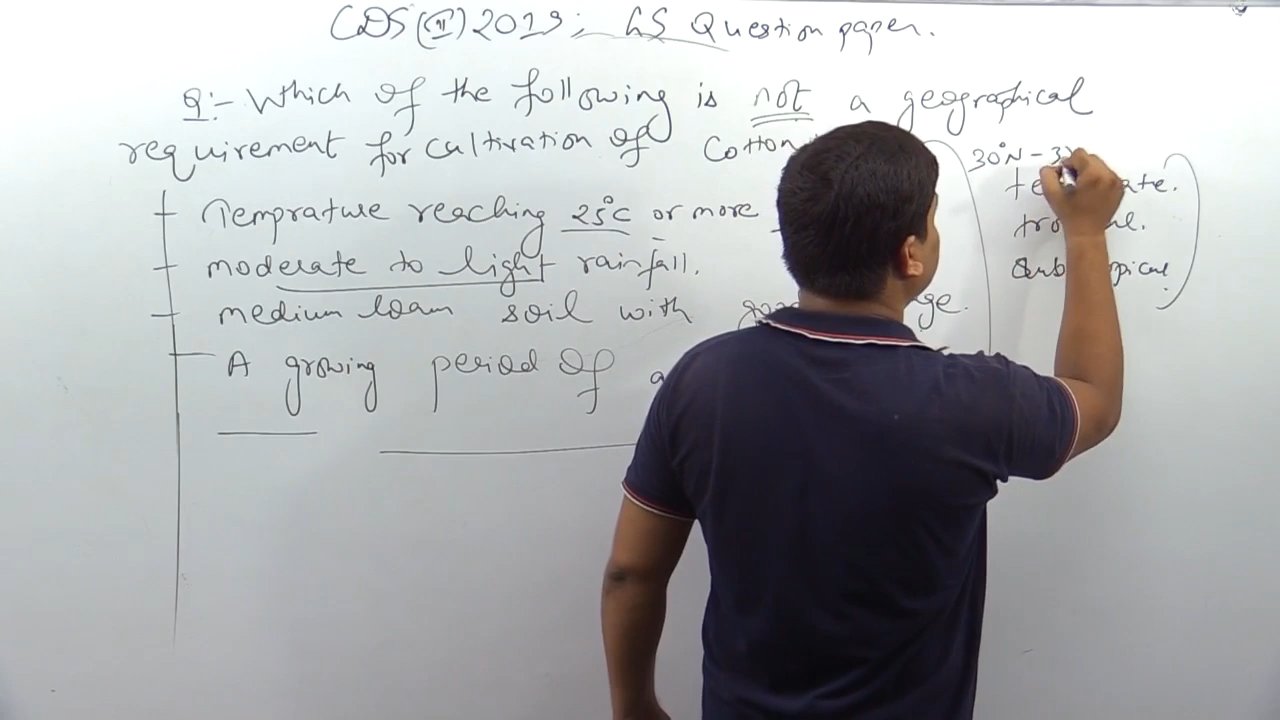 CDS (II) 2019; GS Question paper.
Q:- Which of the following is not a geographical
requirement for cultivation of Cotton
30°N - 3
Temprature reaching 25°C or more
moderate to light rainfall.
medium loam soil with
A growing period of